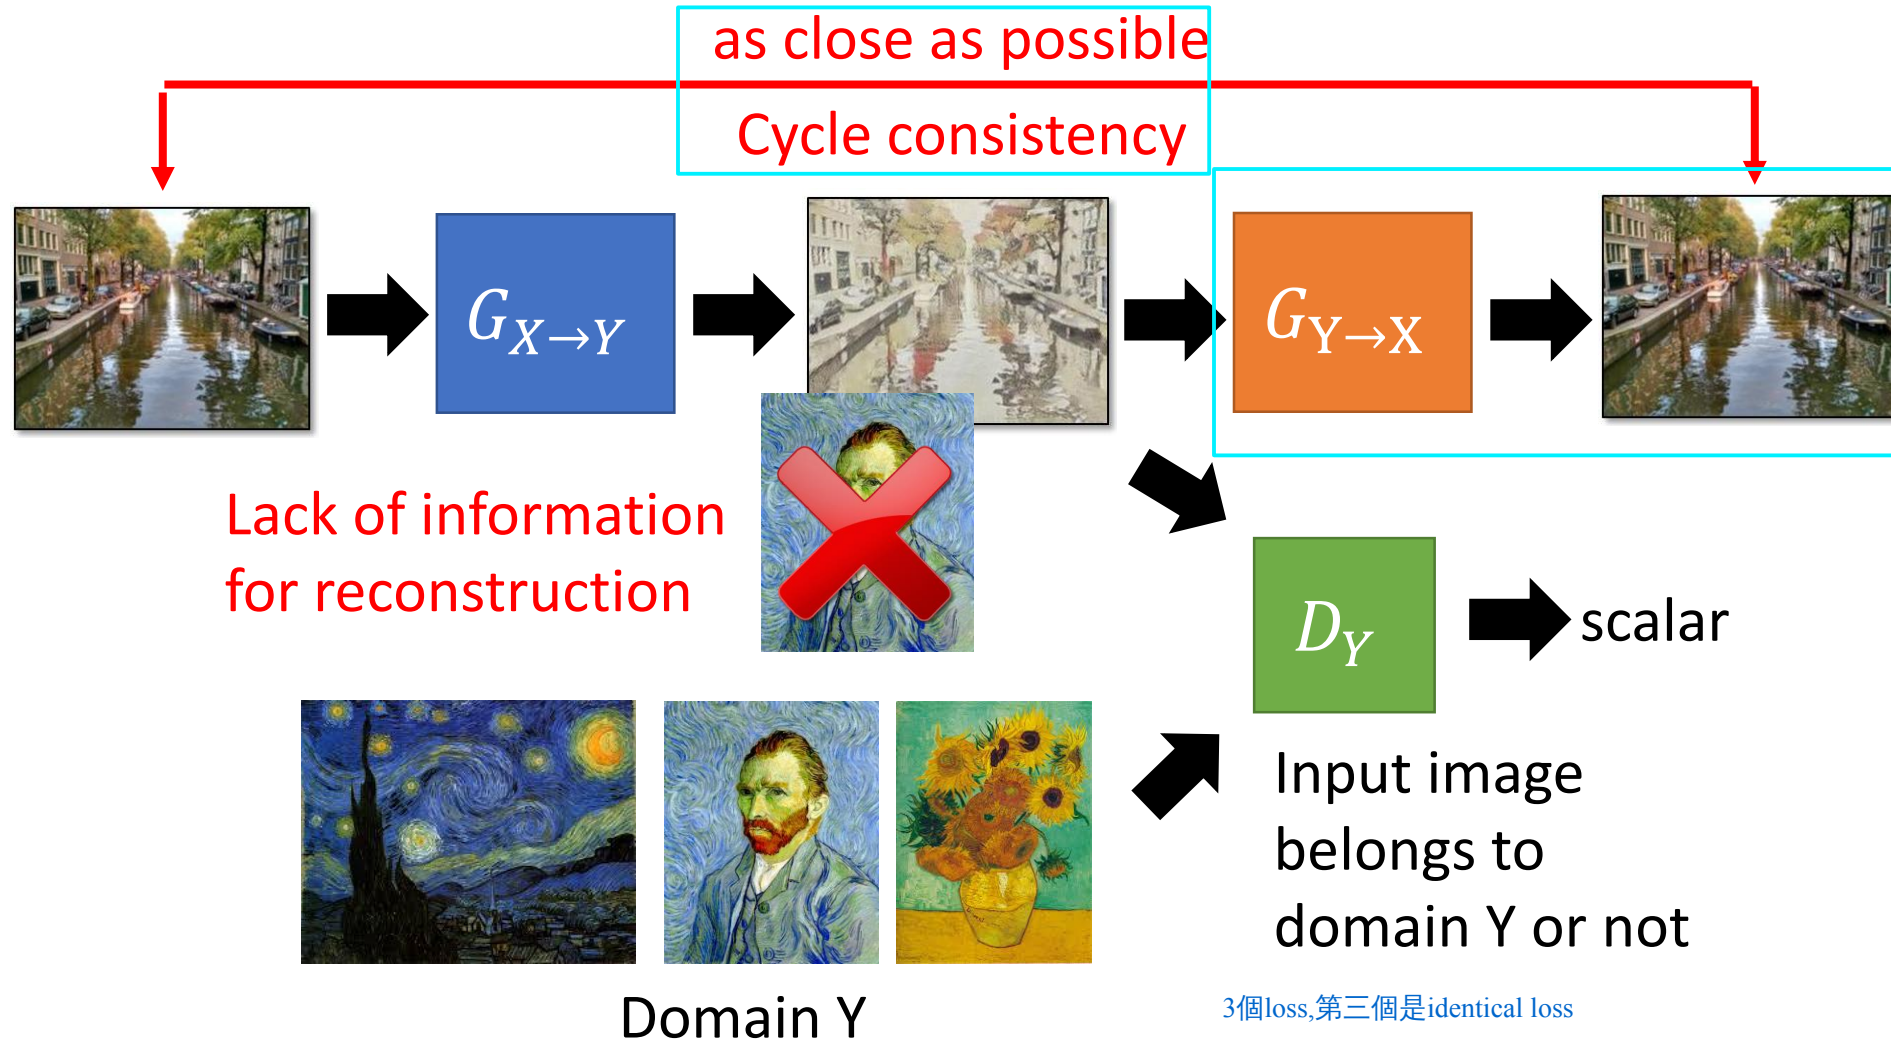 as close as possible
Cycle consistency
G_{X→Y}
G_{Y→X}
Lack of information
for reconstruction
D_Y
scalar
Input image
belongs to
domain Y or not
Domain Y
3個loss,第三個是identical loss